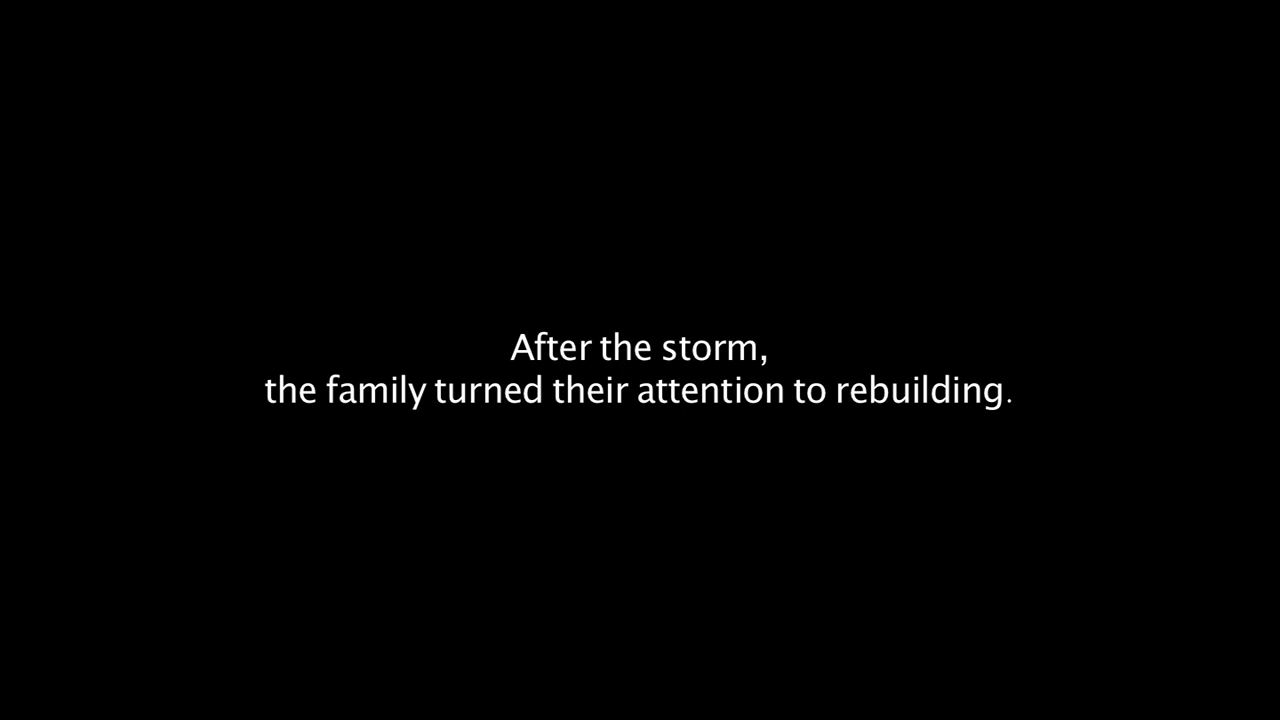 After the storm,
the family turned their attention to rebuilding.